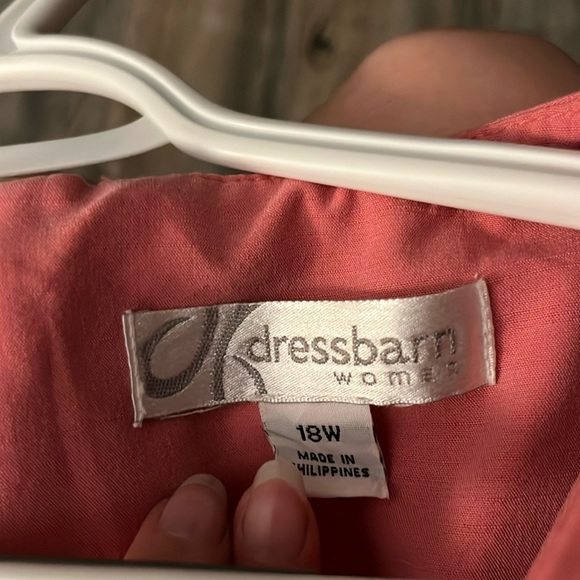 dressbarn
women
18W
MADE IN
PHILIPPINES